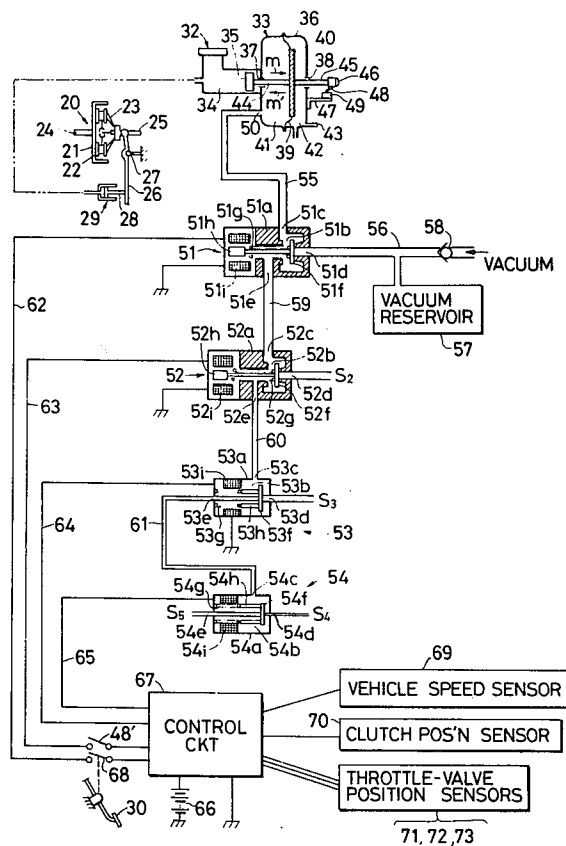 33 36
32 40
35 37 38 45
m 46
20 23 34 m' 49 48
24 25 44 47
50 43
21 41 42
22 27 39
26
28
29 55
51g 51a 51c
51h 51b
51 56 58
51d
51i 51f VACUUM
51e
62 59 VACUUM RESERVOIR
57
52a 52c
52h 52b
52 S2
52i 52d
63 52e 52f
52g
60
53i 53a 53c
53b
64 61 53e 53d S3
53g 53f 53
53h
54h 54c 54
54g 54f
S5 S4
54e 54d
54i 54b
65 54a
67 69
CONTROL CKT VEHICLE SPEED SENSOR
70
48' CLUTCH POS'N SENSOR
68
30 66 THROTTLE-VALVE POSITION SENSORS
71, 72, 73